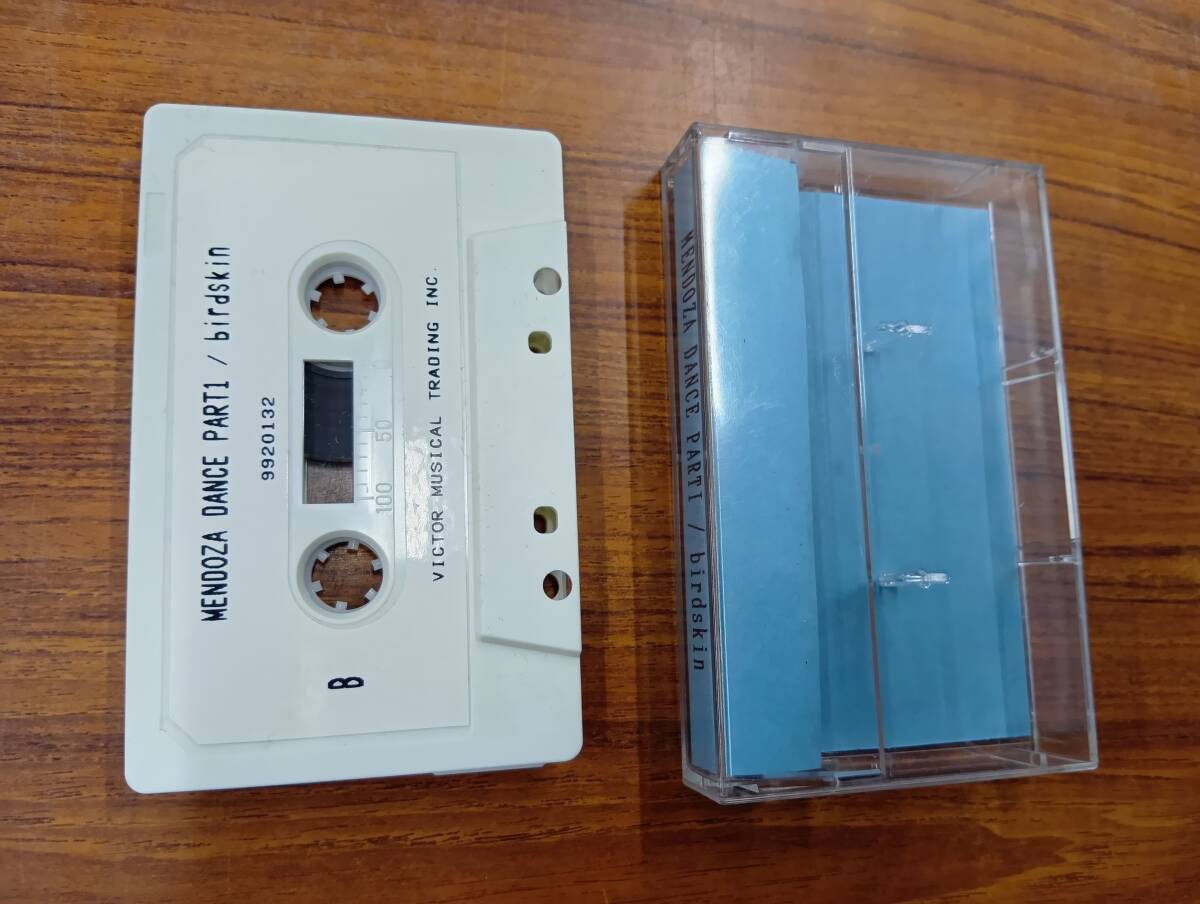 MENDOZA DANCE PART1 / birdskin
9920132
0
50
100
VICTOR MUSICAL TRADING INC.
B
MENDOZA DANCE PART1 / birdskin